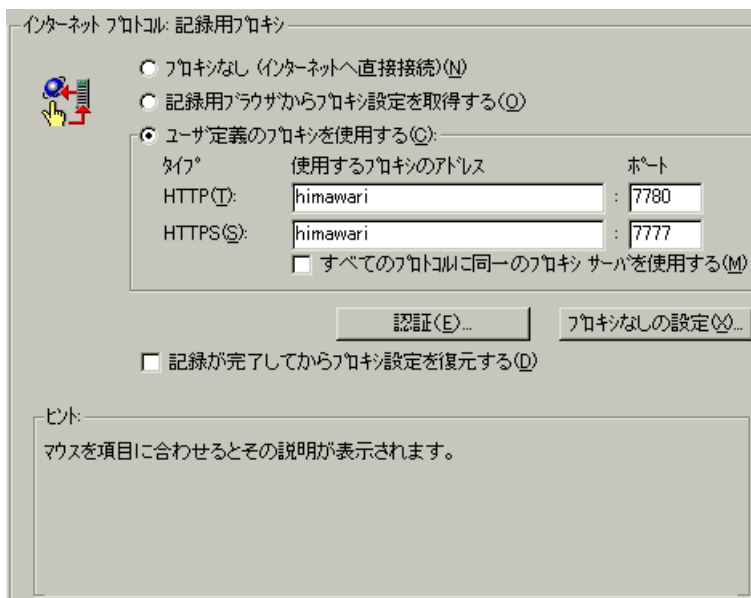 インターネット プロトコル: 記録用プロキシ
プロキシなし (インターネットへ直接接続)(N)
記録用ブラウザからプロキシ設定を取得する(O)
ユーザ定義のプロキシを使用する(C):
タイプ 使用するプロキシのアドレス ポート
HTTP(T): himawari : 7780
HTTPS(S): himawari : 7777
すべてのプロトコルに同一のプロキシ サーバを使用する(M)
認証(E)... プロキシなしの設定(X)...
記録が完了してからプロキシ設定を復元する(D)
ヒント:
マウスを項目に合わせるとその説明が表示されます。